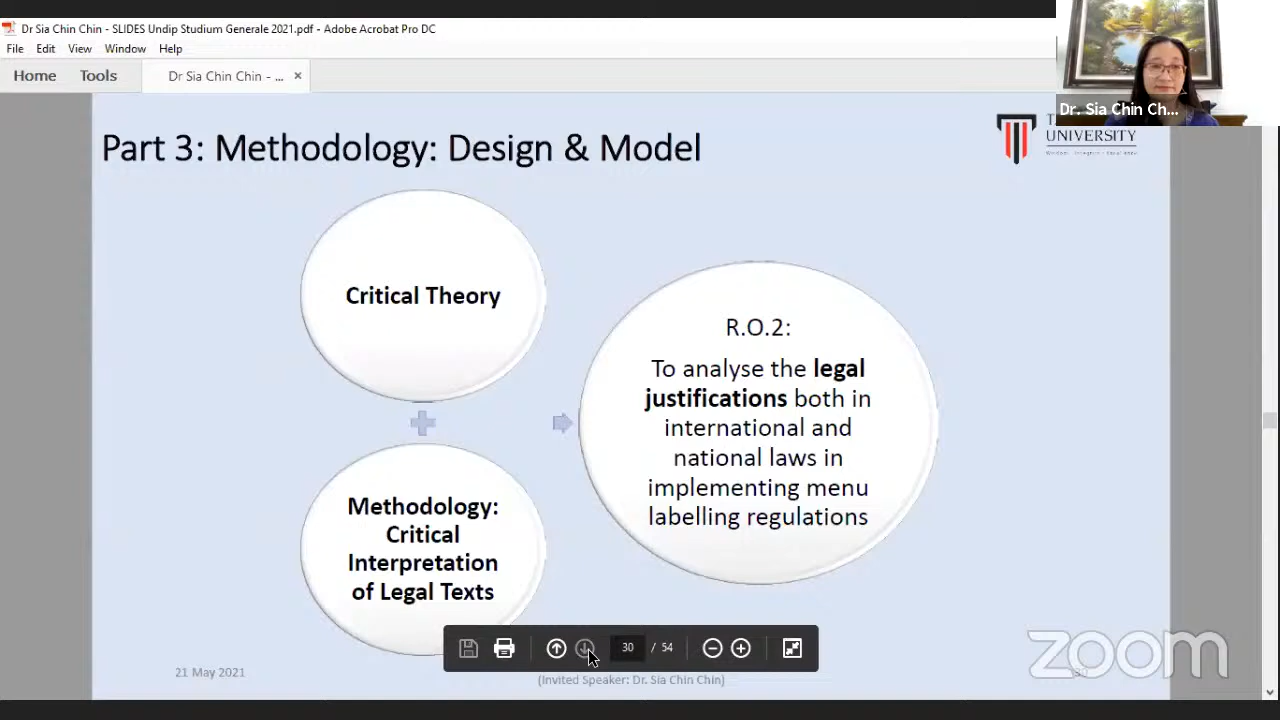 Dr Sia Chin Chin - SLIDES Undip Studium Generale 2021.pdf - Adobe Acrobat Pro DC
File Edit View Window Help
Home Tools Dr Sia Chin Chin - ... ×
Dr. Sia Chin Ch...
UNIVERSITY
Part 3: Methodology: Design & Model
Critical Theory
Methodology:
Critical
Interpretation
of Legal Texts
R.O.2:
To analyse the legal
justifications both in
international and
national laws in
implementing menu
labelling regulations
30 / 54
21 May 2021
(Invited Speaker: Dr. Sia Chin Chin)
zoom